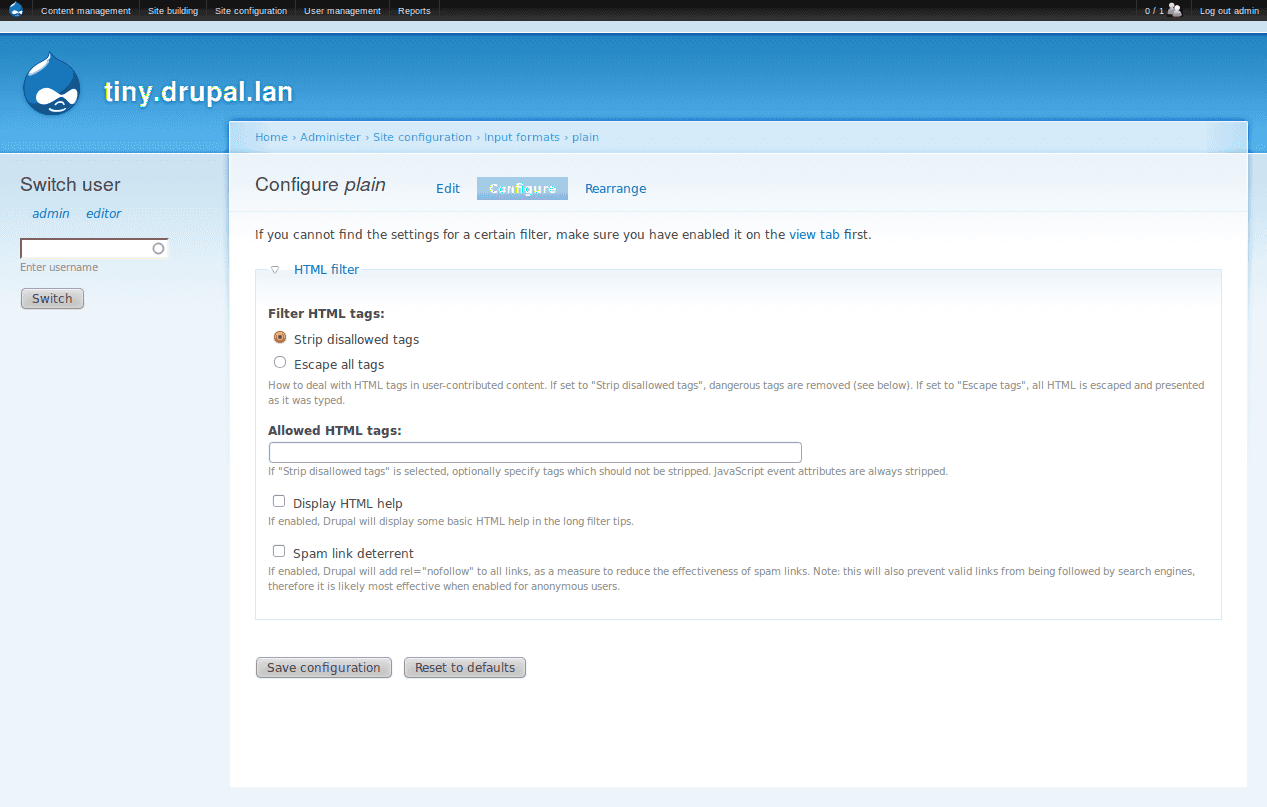 Content management Site building Site configuration User management Reports 0 / 1 Log out admin
tiny.drupal.lan
Home › Administer › Site configuration › Input formats › plain
Switch user
admin editor
Enter username
Switch
Configure plain Edit Configure Rearrange
If you cannot find the settings for a certain filter, make sure you have enabled it on the view tab first.
HTML filter
Filter HTML tags:
Strip disallowed tags
Escape all tags
How to deal with HTML tags in user-contributed content. If set to "Strip disallowed tags", dangerous tags are removed (see below). If set to "Escape tags", all HTML is escaped and presented
as it was typed.
Allowed HTML tags:
If "Strip disallowed tags" is selected, optionally specify tags which should not be stripped. JavaScript event attributes are always stripped.
Display HTML help
If enabled, Drupal will display some basic HTML help in the long filter tips.
Spam link deterrent
If enabled, Drupal will add rel="nofollow" to all links, as a measure to reduce the effectiveness of spam links. Note: this will also prevent valid links from being followed by search engines,
therefore it is likely most effective when enabled for anonymous users.
Save configuration Reset to defaults